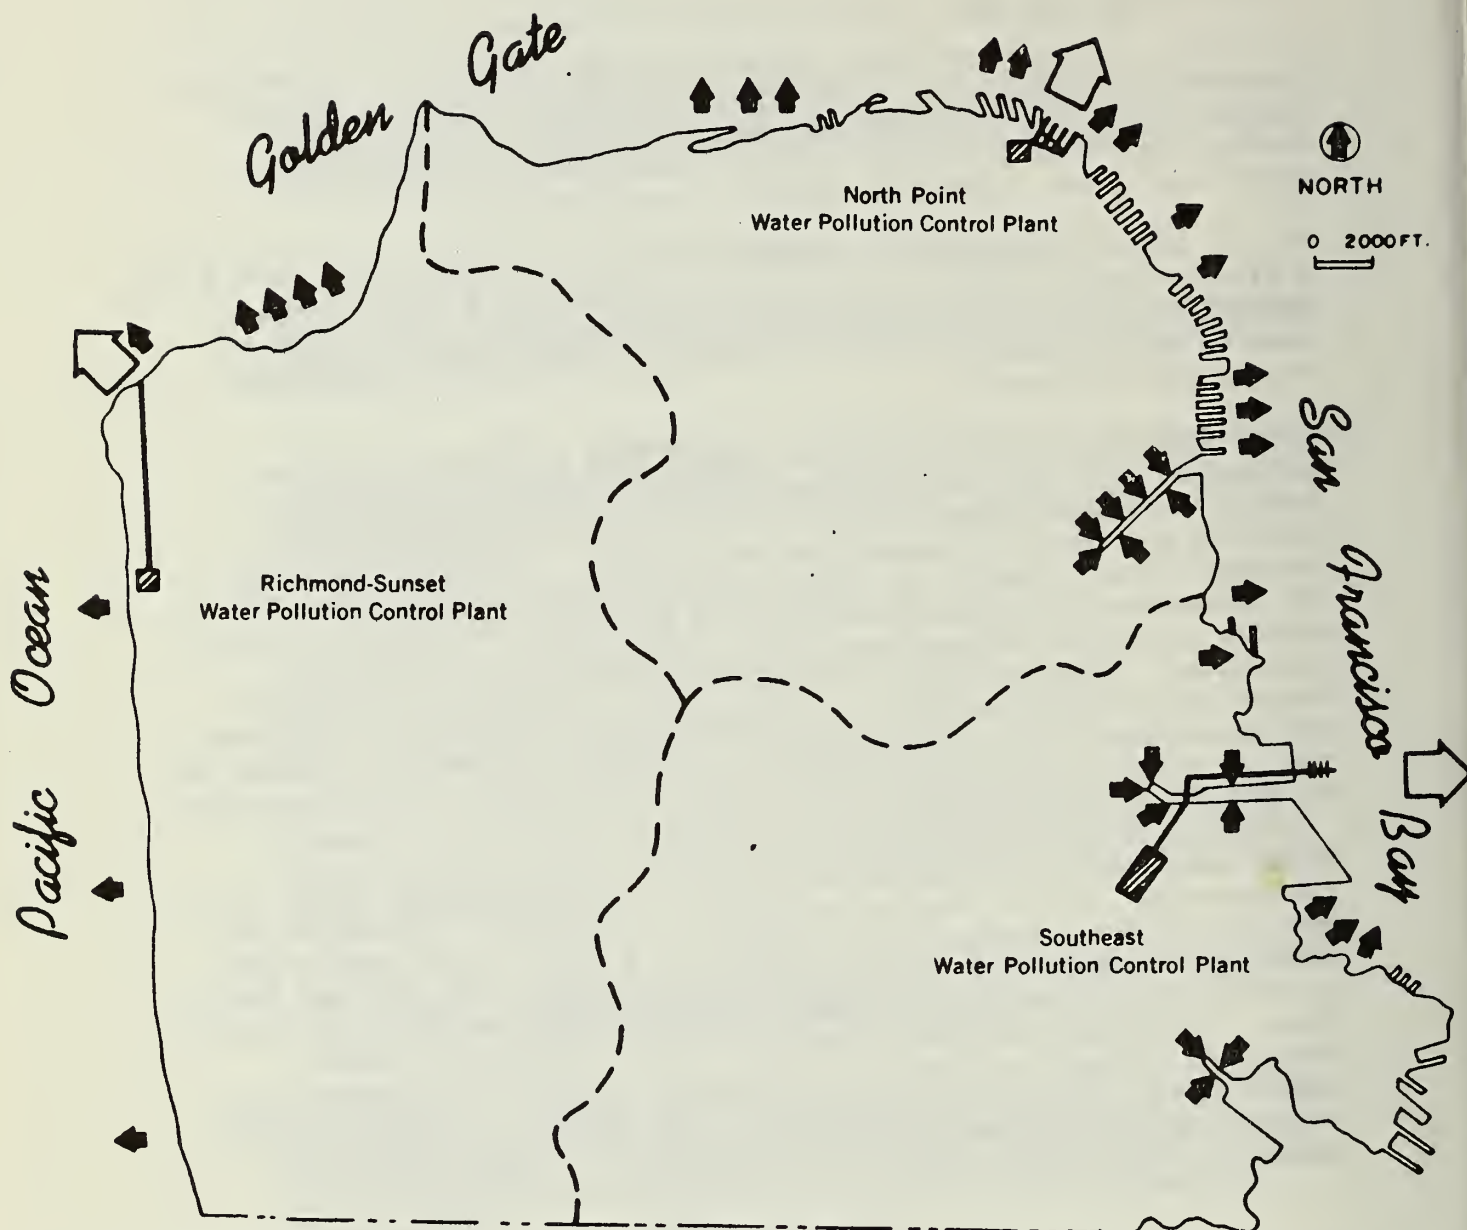 Golden Gate
North Point
Water Pollution Control Plant
NORTH
0 2000 FT.
Richmond-Sunset
Water Pollution Control Plant
Pacific Ocean
San Francisco Bay
Southeast
Water Pollution Control Plant